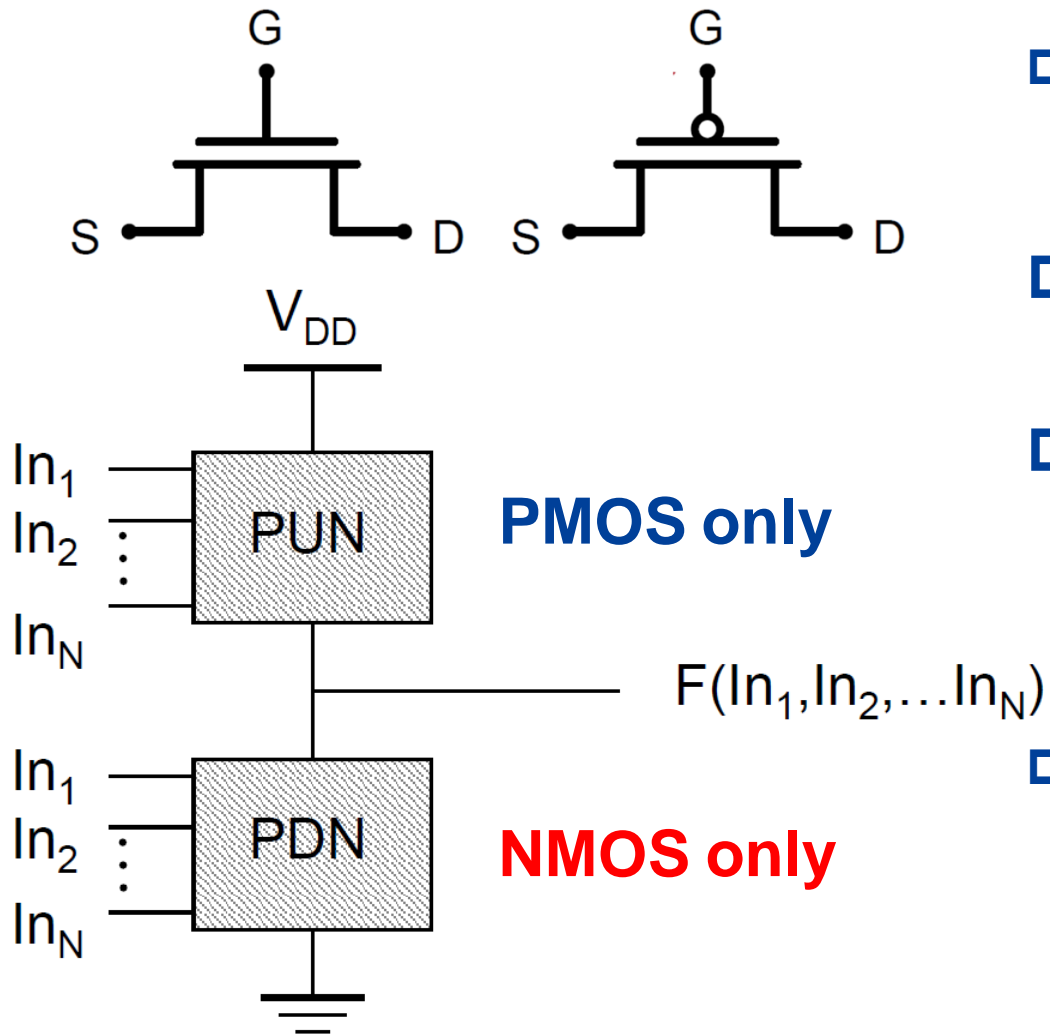 G G
S D S D
V_DD
In_1
In_2
PUN
PMOS only
In_N
F(In_1,In_2,…In_N)
In_1
In_2
PDN
NMOS only
In_N